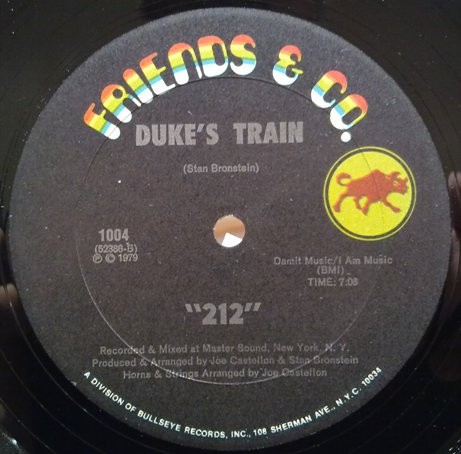 FRIENDS & CO.
DUKE'S TRAIN
(Stan Bronstein)
1004
(52386-B)
Ⓟ © 1979
Damit Music/I Am Music
(BMI)
TIME: 7:08
"212"
Recorded & Mixed at Master Sound, New York, N. Y.
Produced & Arranged by Joe Castellon & Stan Bronstein
Horns & Strings Arranged by Joe Castellon
A DIVISION OF BULLSEYE RECORDS, INC., 108 SHERMAN AVE., N.Y.C. 10034